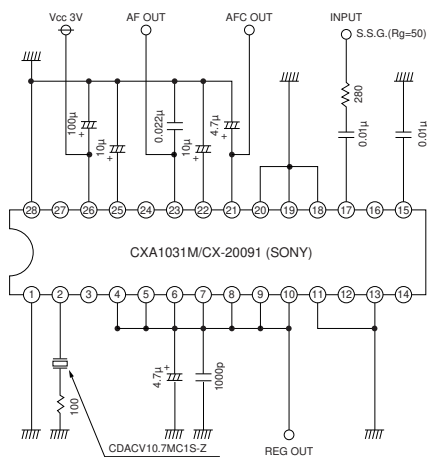 Vcc 3V AF OUT AFC OUT INPUT
S.S.G.(Rg=50)
280
100μ 10μ 0.022μ 10μ 4.7μ 0.01μ 0.01μ
+ + + +
28 27 26 25 24 23 22 21 20 19 18 17 16 15
CXA1031M/CX-20091 (SONY)
1 2 3 4 5 6 7 8 9 10 11 12 13 14
4.7μ + 1000p
100
CDACV10.7MC1S-Z
REG OUT